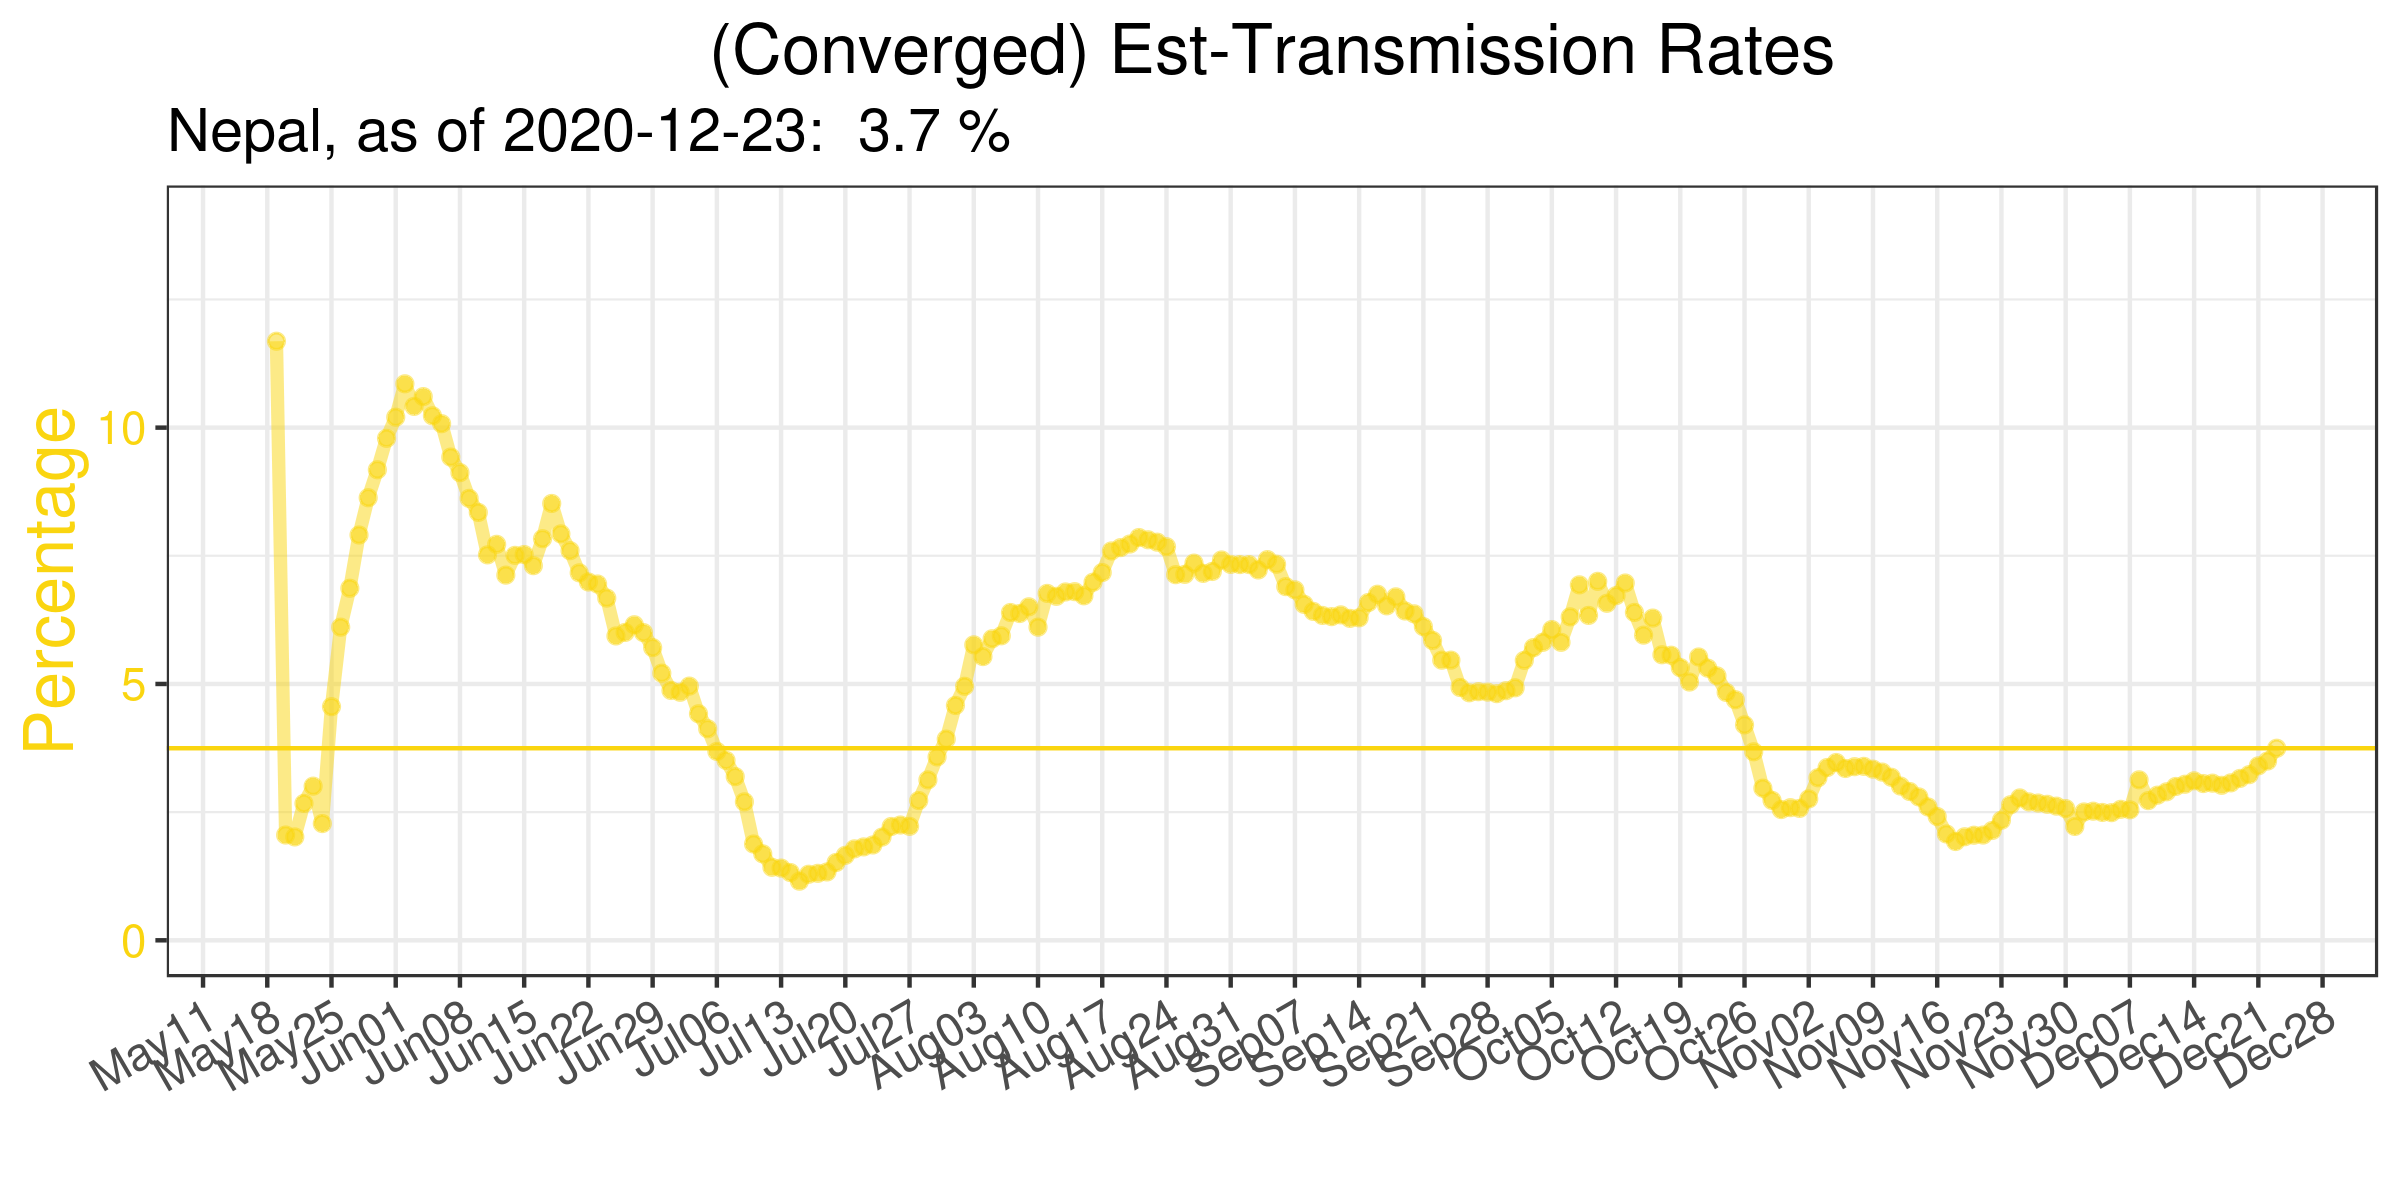 (Converged) Est-Transmission Rates
Nepal, as of 2020-12-23:  3.7 %
Percentage
10
5
0
May11
May18
May25
Jun01
Jun08
Jun15
Jun22
Jun29
Jul06
Jul13
Jul20
Jul27
Aug03
Aug10
Aug17
Aug24
Aug31
Sep07
Sep14
Sep21
Sep28
Oct05
Oct12
Oct19
Oct26
Nov02
Nov09
Nov16
Nov23
Nov30
Dec07
Dec14
Dec21
Dec28